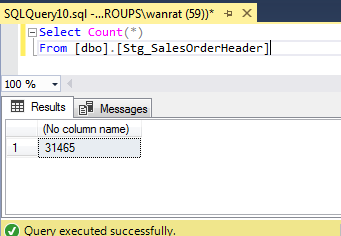 SQLQuery10.sql -...ROUPS\wanrat (59))*
Select Count(*)
From [dbo].[Stg_SalesOrderHeader]
100 %
Results
Messages
(No column name)
1 31465
Query executed successfully.